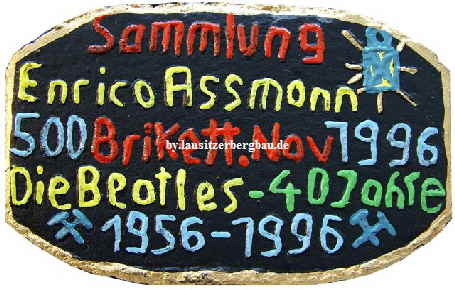 Sammlung
Enrico Assmann
500 Brikett. Nov 1996
by.lausitzerbergbau.de
Die Beatles - 40 Jahre
1956-1996